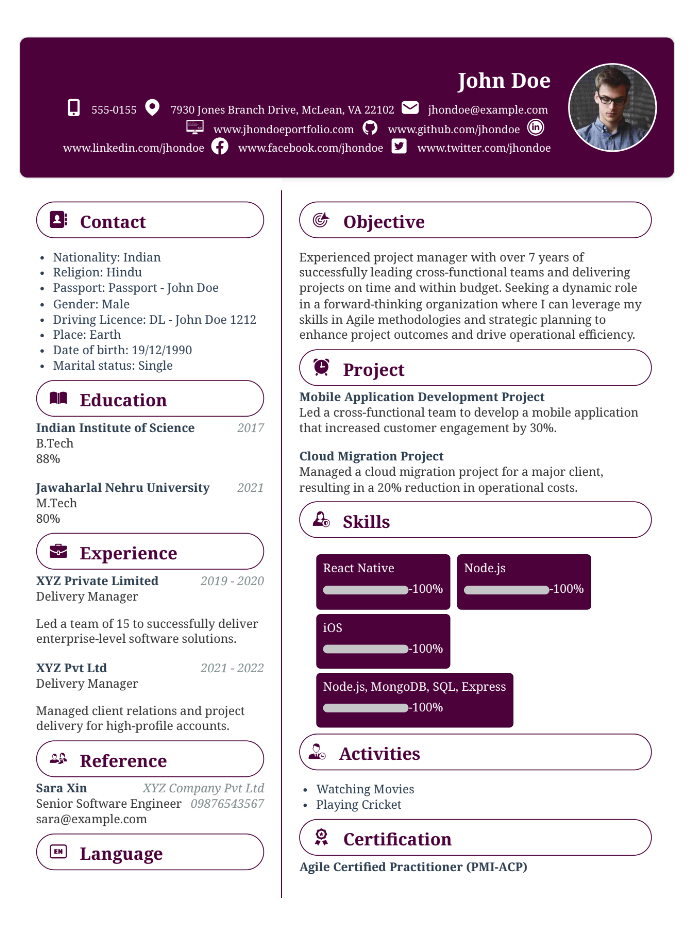 John Doe
555-0155 7930 Jones Branch Drive, McLean, VA 22102 jhondoe@example.com
www.jhondoeportfolio.com www.github.com/jhondoe
www.linkedin.com/jhondoe www.facebook.com/jhondoe www.twitter.com/jhondoe
Contact
• Nationality: Indian
• Religion: Hindu
• Passport: Passport - John Doe
• Gender: Male
• Driving Licence: DL - John Doe 1212
• Place: Earth
• Date of birth: 19/12/1990
• Marital status: Single
Education
Indian Institute of Science 2017
B.Tech
88%
Jawaharlal Nehru University 2021
M.Tech
80%
Experience
XYZ Private Limited 2019 - 2020
Delivery Manager
Led a team of 15 to successfully deliver
enterprise-level software solutions.
XYZ Pvt Ltd 2021 - 2022
Delivery Manager
Managed client relations and project
delivery for high-profile accounts.
Reference
Sara Xin XYZ Company Pvt Ltd
Senior Software Engineer 09876543567
sara@example.com
EN Language
Objective
Experienced project manager with over 7 years of
successfully leading cross-functional teams and delivering
projects on time and within budget. Seeking a dynamic role
in a forward-thinking organization where I can leverage my
skills in Agile methodologies and strategic planning to
enhance project outcomes and drive operational efficiency.
Project
Mobile Application Development Project
Led a cross-functional team to develop a mobile application
that increased customer engagement by 30%.
Cloud Migration Project
Managed a cloud migration project for a major client,
resulting in a 20% reduction in operational costs.
Skills
React Native
-100%
Node.js
-100%
iOS
-100%
Node.js, MongoDB, SQL, Express
-100%
Activities
• Watching Movies
• Playing Cricket
Certification
Agile Certified Practitioner (PMI-ACP)